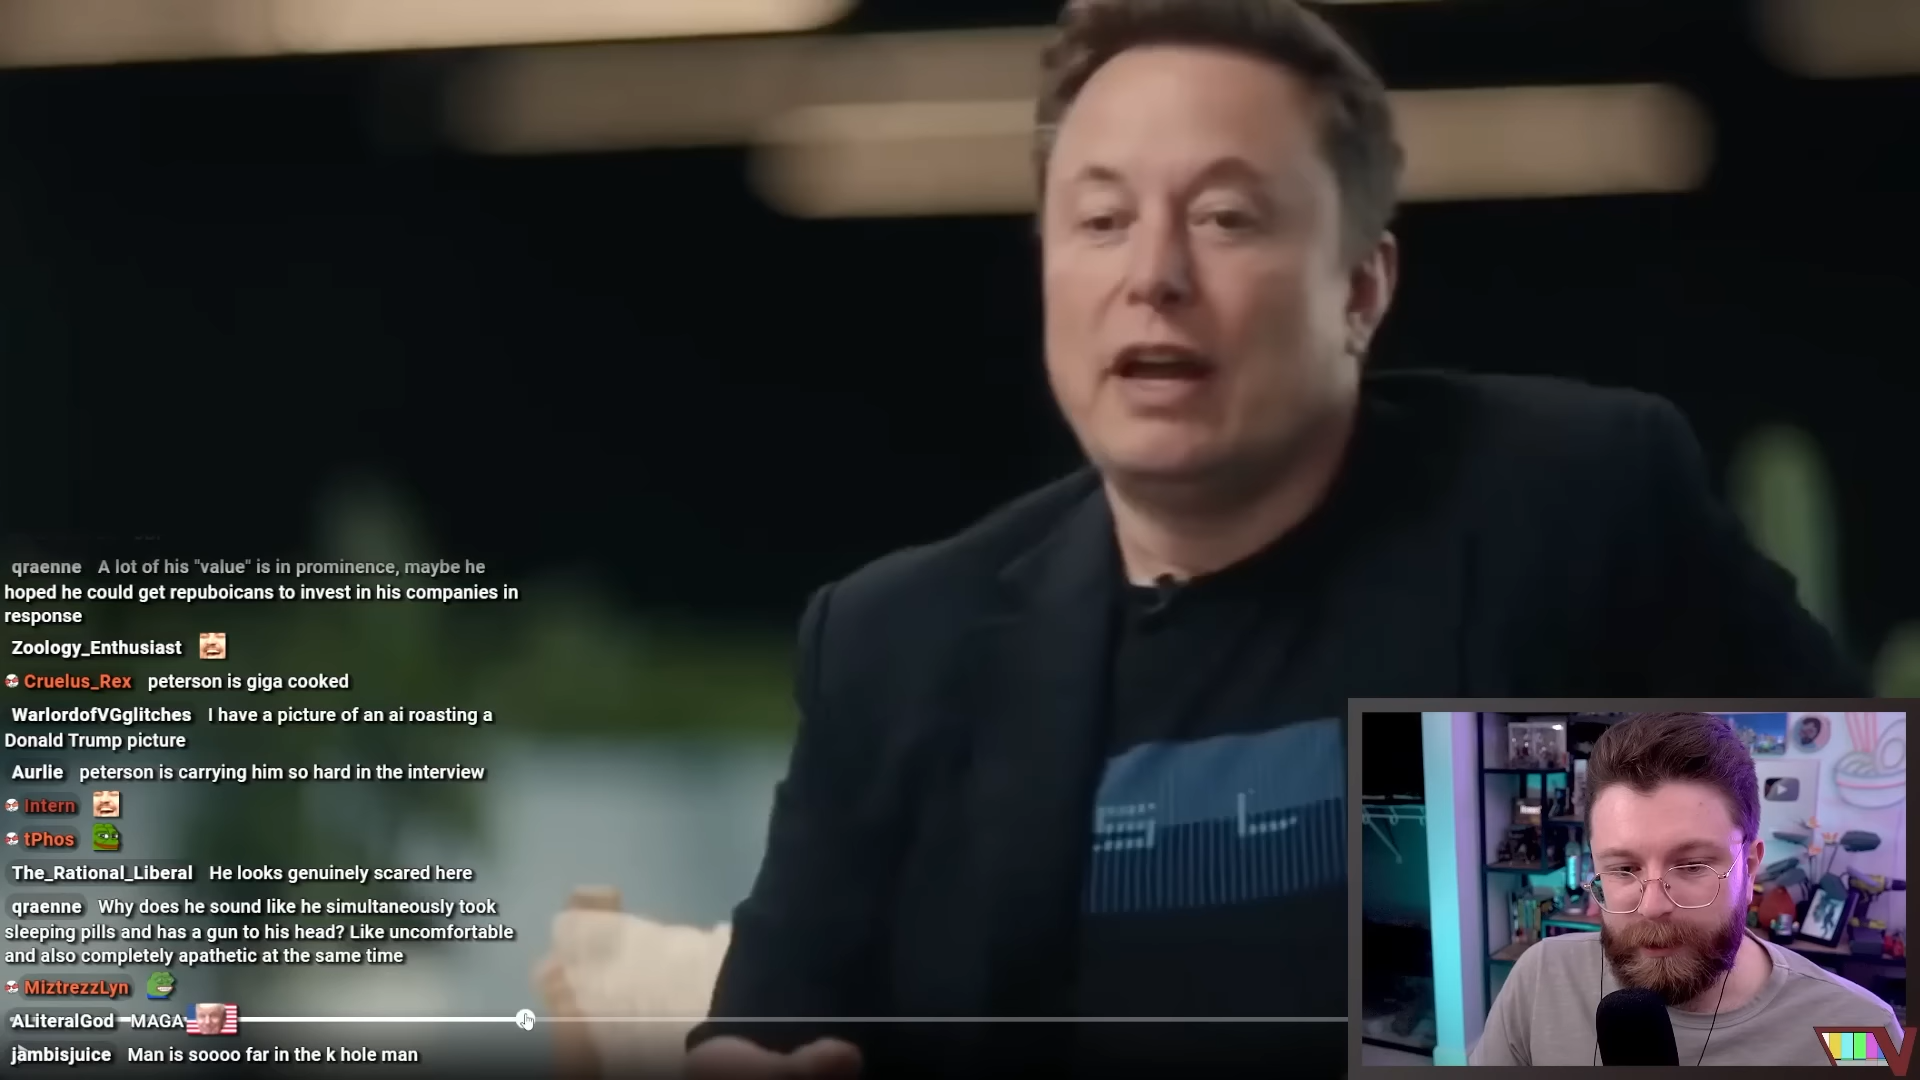 qraenne A lot of his "value" is in prominence, maybe he
hoped he could get repuboicans to invest in his companies in
response
Zoology_Enthusiast
Cruelus_Rex peterson is giga cooked
WarlordofVGglitches I have a picture of an ai roasting a
Donald Trump picture
Aurlie peterson is carrying him so hard in the interview
Intern
tPhos
The_Rational_Liberal He looks genuinely scared here
qraenne Why does he sound like he simultaneously took
sleeping pills and has a gun to his head? Like uncomfortable
and also completely apathetic at the same time
MiztrezzLyn
ALiteralGod MAGA
jambisjuice Man is soooo far in the k hole man